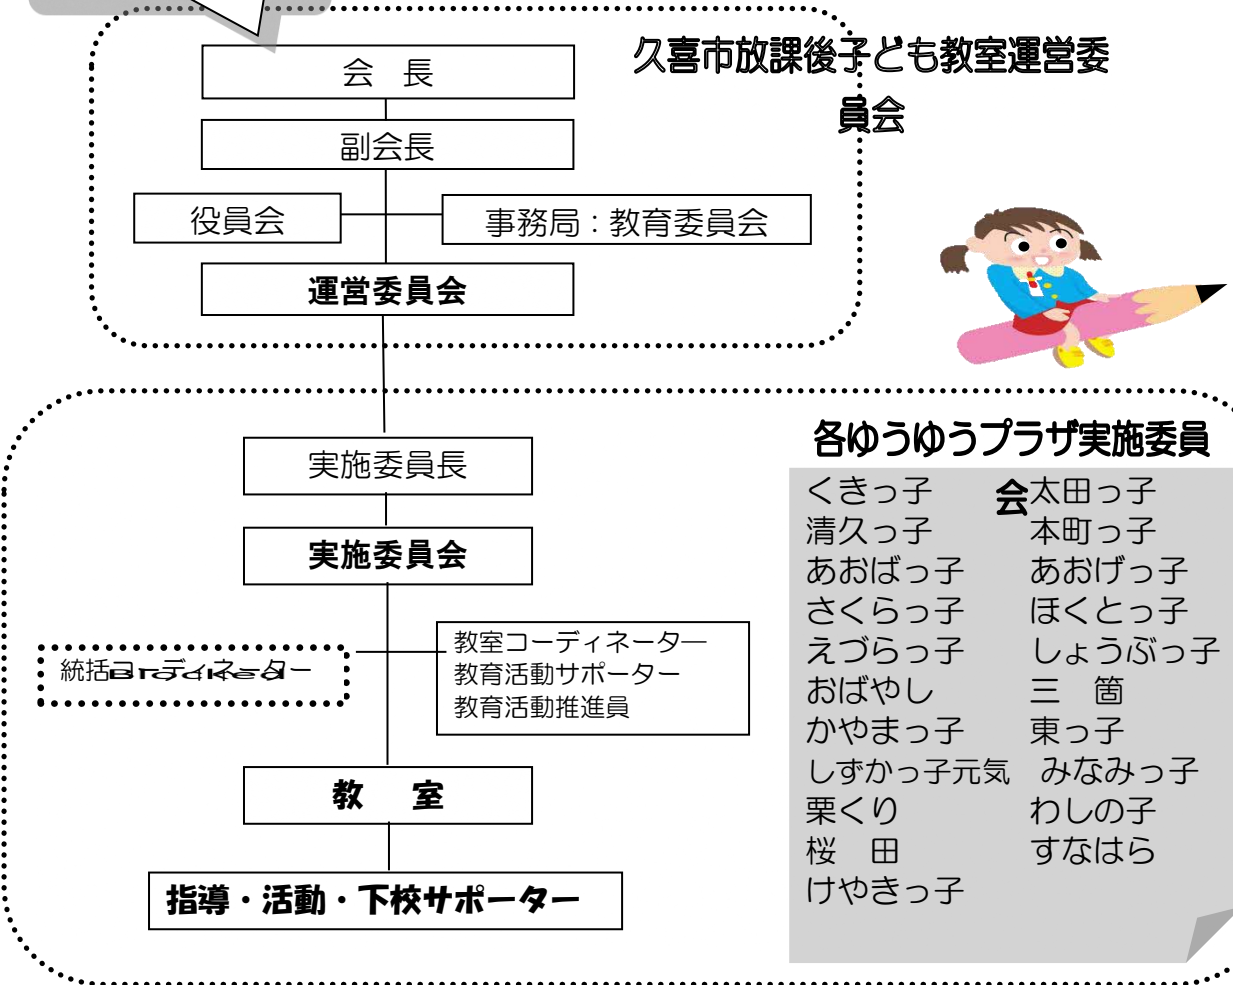 久喜市放課後子ども教室運営委
員会
会　長
副会長
役員会
事務局：教育委員会
運営委員会
各ゆうゆうプラザ実施委員
会
実施委員長
実施委員会
統括コーディネーター
教室コーディネーター
教育活動サポーター
教育活動推進員
教　室
指導・活動・下校サポーター
くきっ子　太田っ子
清久っ子　本町っ子
あおばっ子　あおげっ子
さくらっ子　ほくとっ子
えづらっ子　しょうぶっ子
おばやし　三　箇
かやまっ子　東っ子
しずかっ子元気　みなみっ子
栗くり　わしの子
桜　田　すなはら
けやきっ子